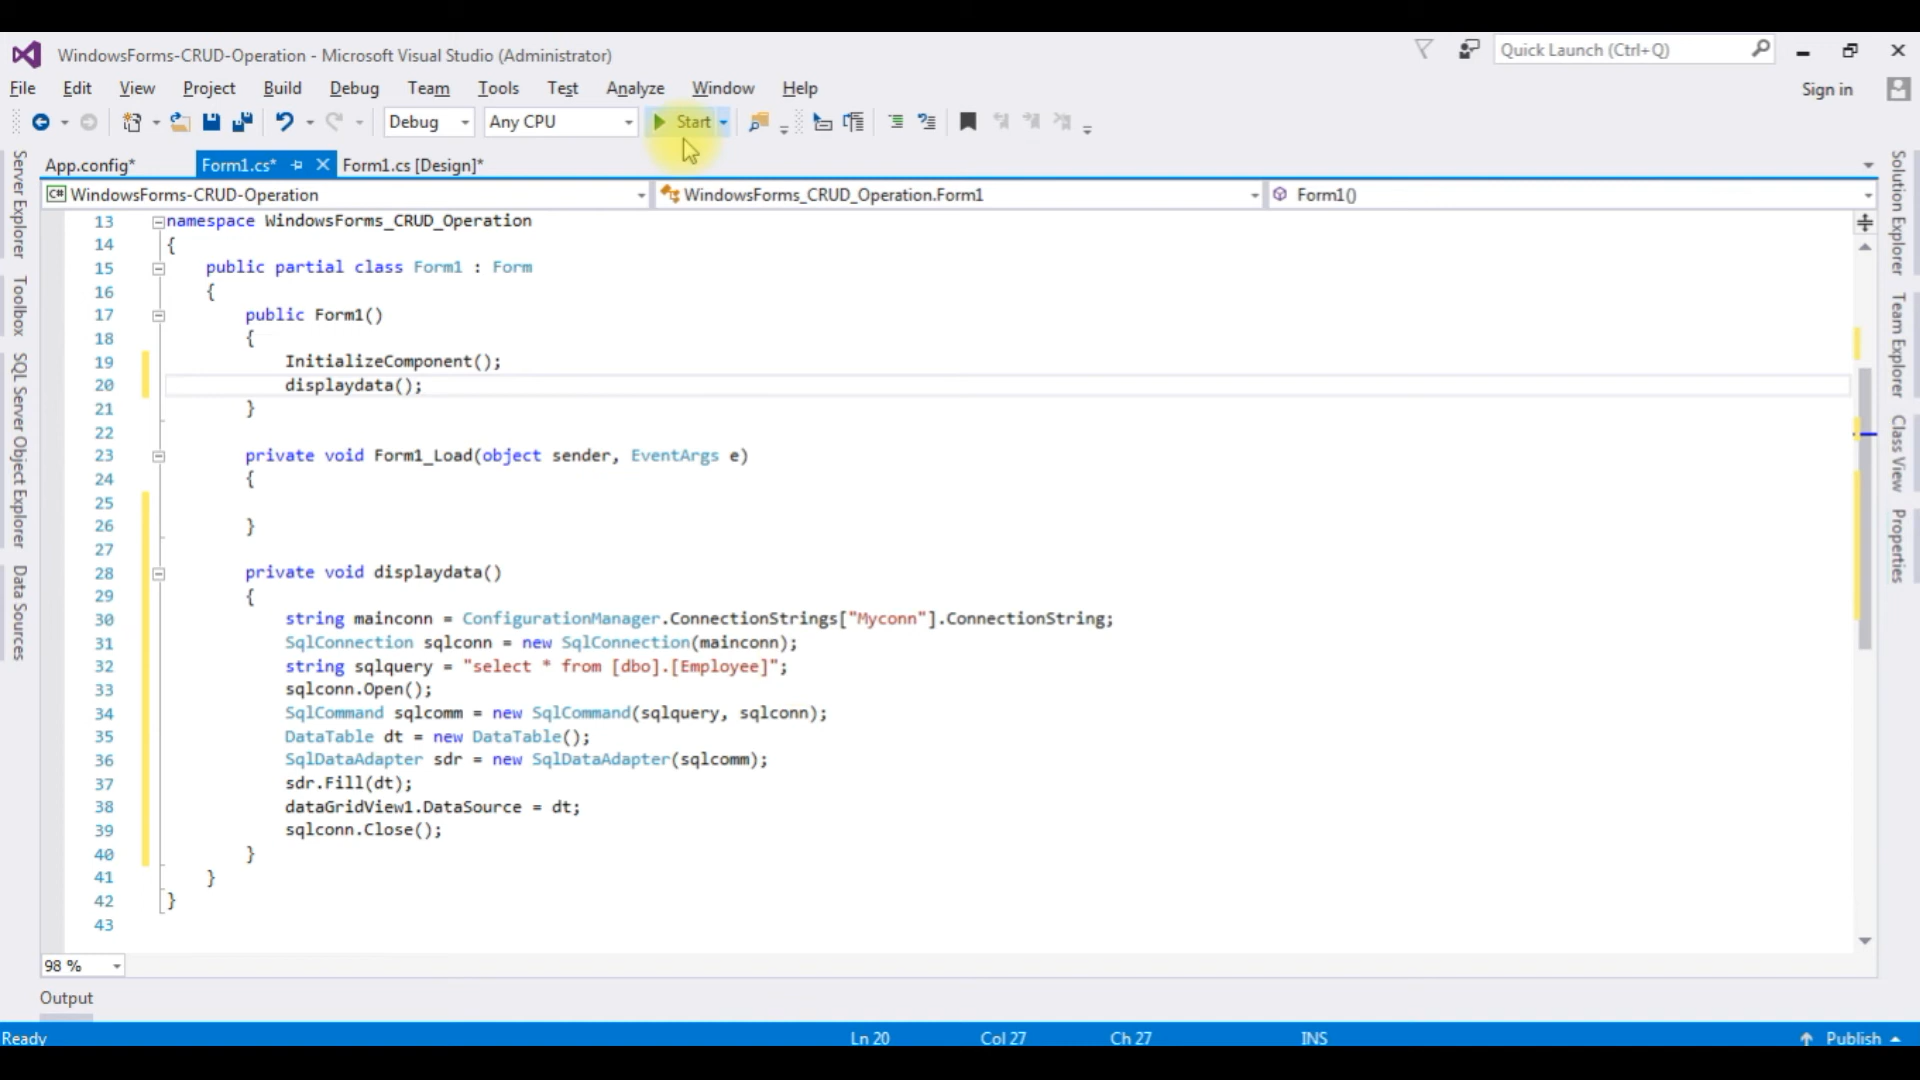 WindowsForms-CRUD-Operation - Microsoft Visual Studio (Administrator)
Quick Launch (Ctrl+Q)
File Edit View Project Build Debug Team Tools Test Analyze Window Help
Sign in
Debug Any CPU Start
App.config* Form1.cs* Form1.cs [Design]*
C# WindowsForms-CRUD-Operation WindowsForms_CRUD_Operation.Form1 Form1()
Server Explorer
Toolbox
SQL Server Object Explorer
Data Sources
13 namespace WindowsForms_CRUD_Operation
14 {
15 public partial class Form1 : Form
16 {
17 public Form1()
18 {
19 InitializeComponent();
20 displaydata();
21 }
22
23 private void Form1_Load(object sender, EventArgs e)
24 {
25
26 }
27
28 private void displaydata()
29 {
30 string mainconn = ConfigurationManager.ConnectionStrings["Myconn"].ConnectionString;
31 SqlConnection sqlconn = new SqlConnection(mainconn);
32 string sqlquery = "select * from [dbo].[Employee]";
33 sqlconn.Open();
34 SqlCommand sqlcomm = new SqlCommand(sqlquery, sqlconn);
35 DataTable dt = new DataTable();
36 SqlDataAdapter sdr = new SqlDataAdapter(sqlcomm);
37 sdr.Fill(dt);
38 dataGridView1.DataSource = dt;
39 sqlconn.Close();
40 }
41 }
42 }
43
Solution Explorer
Team Explorer
Class View
Properties
98 %
Output
Ready Ln 20 Col 27 Ch 27 INS Publish